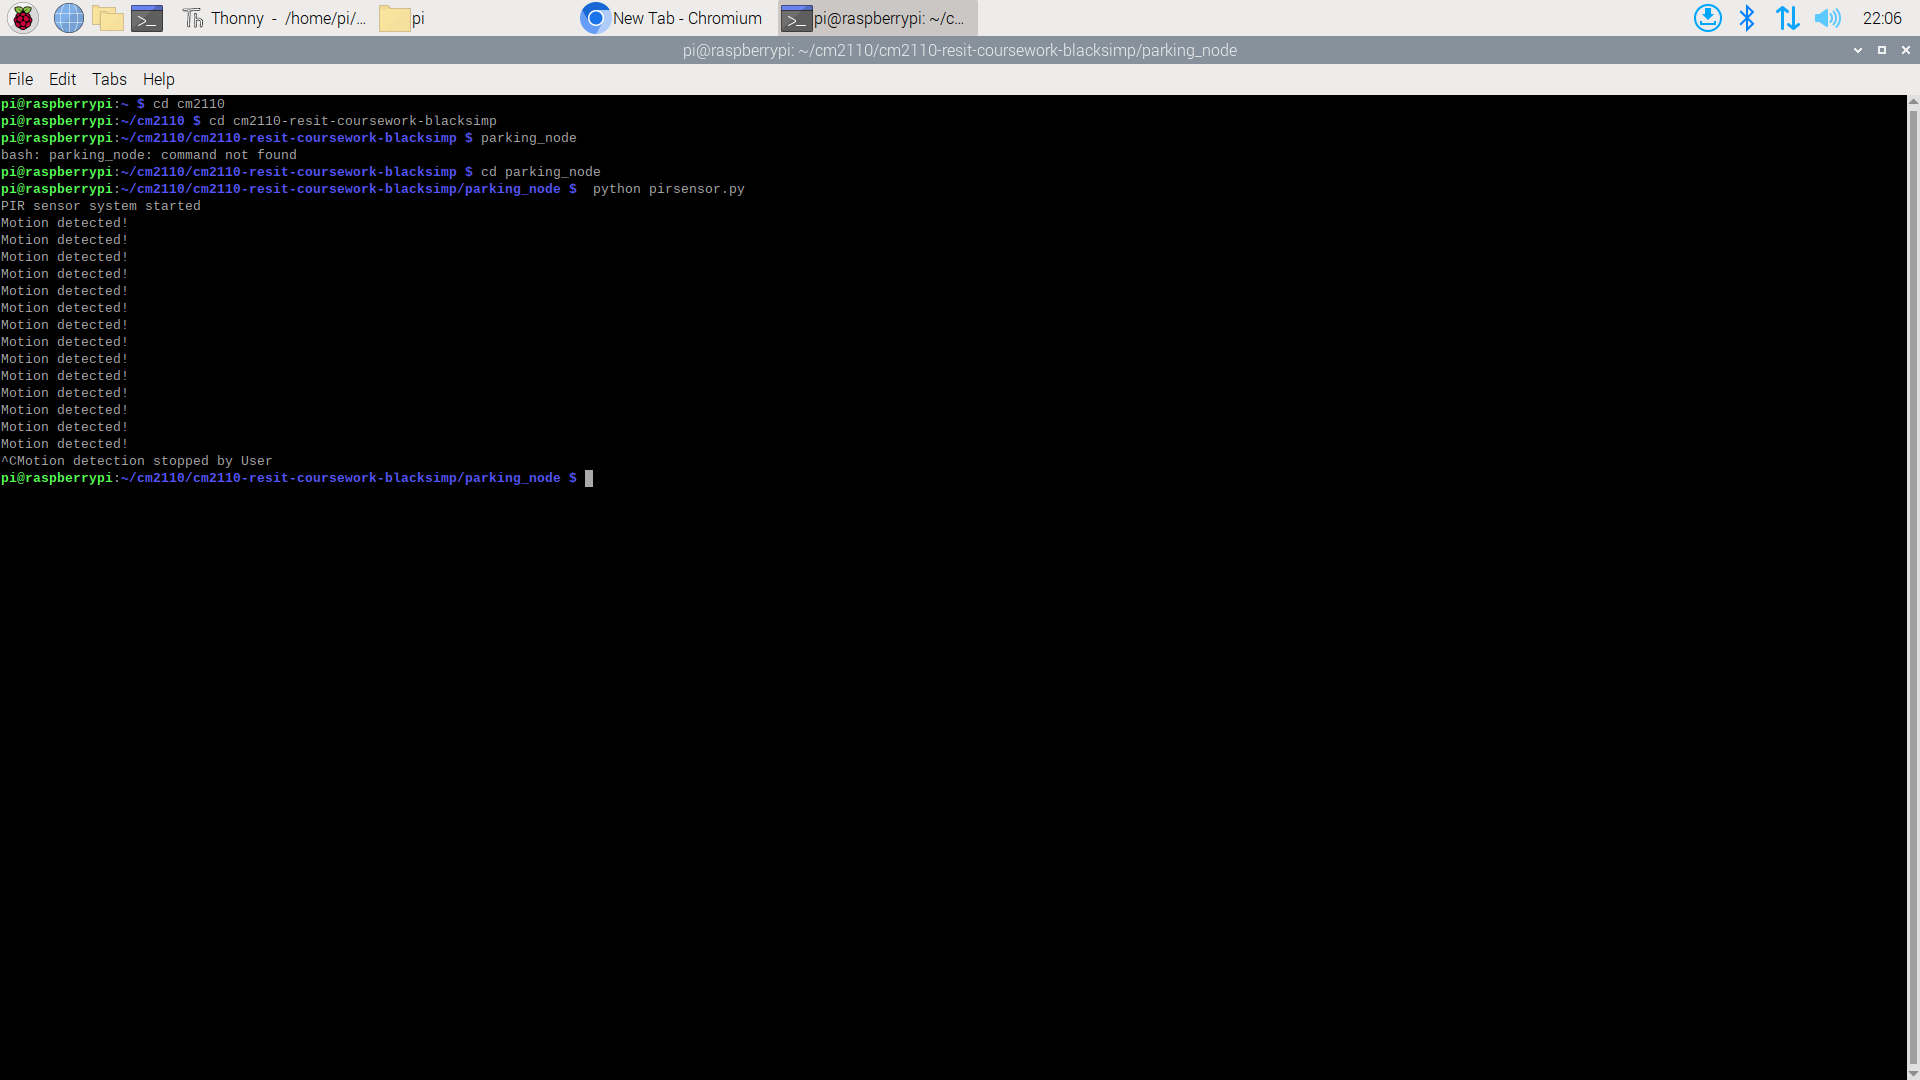 Thonny - /home/pi/...
pi
New Tab - Chromium
pi@raspberrypi: ~/c...
22:06
pi@raspberrypi: ~/cm2110/cm2110-resit-coursework-blacksimp/parking_node
File Edit Tabs Help
pi@raspberrypi:~ $ cd cm2110
pi@raspberrypi:~/cm2110 $ cd cm2110-resit-coursework-blacksimp
pi@raspberrypi:~/cm2110/cm2110-resit-coursework-blacksimp $ parking_node
bash: parking_node: command not found
pi@raspberrypi:~/cm2110/cm2110-resit-coursework-blacksimp $ cd parking_node
pi@raspberrypi:~/cm2110/cm2110-resit-coursework-blacksimp/parking_node $  python pirsensor.py
PIR sensor system started
Motion detected!
Motion detected!
Motion detected!
Motion detected!
Motion detected!
Motion detected!
Motion detected!
Motion detected!
Motion detected!
Motion detected!
Motion detected!
Motion detected!
Motion detected!
Motion detected!
^CMotion detection stopped by User
pi@raspberrypi:~/cm2110/cm2110-resit-coursework-blacksimp/parking_node $